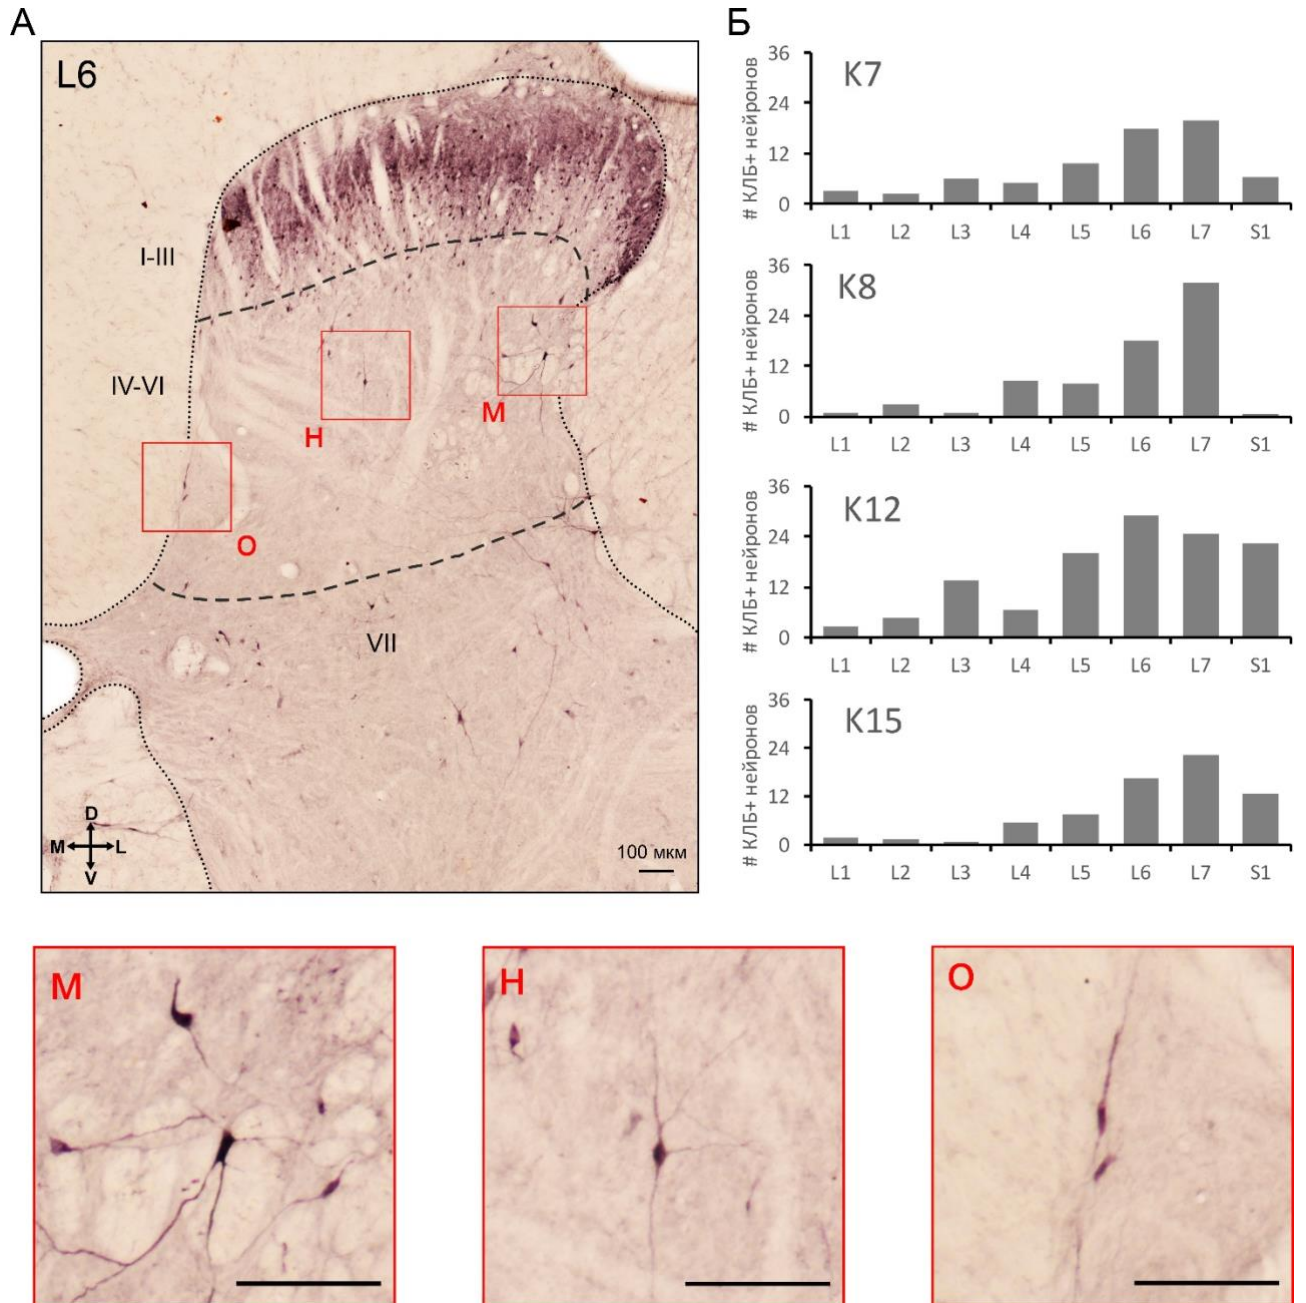 А
L6
I-III
IV-VI
Н
М
О
VII
D
M L
V
100 мкм
Б
36
24
12
0
# КЛБ+ нейронов
K7
L1 L2 L3 L4 L5 L6 L7 S1
36
24
12
0
# КЛБ+ нейронов
K8
L1 L2 L3 L4 L5 L6 L7 S1
36
24
12
0
# КЛБ+ нейронов
K12
L1 L2 L3 L4 L5 L6 L7 S1
36
24
12
0
# КЛБ+ нейронов
K15
L1 L2 L3 L4 L5 L6 L7 S1
М
Н
О